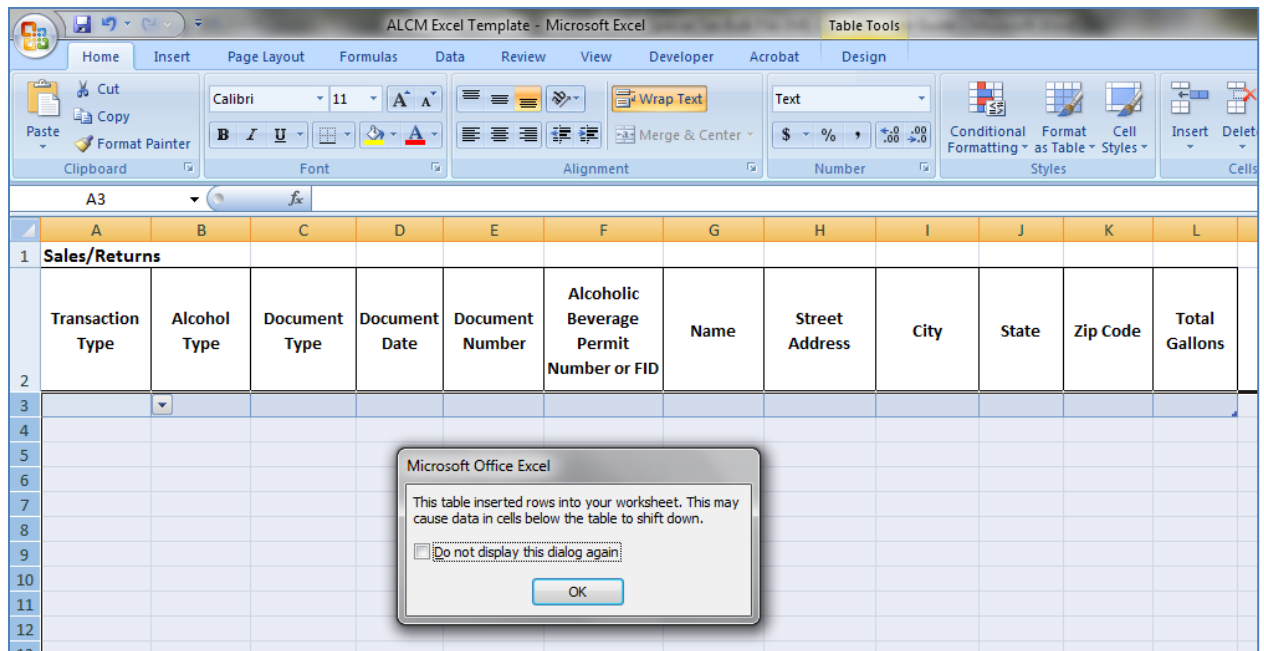 ALCM Excel Template - Microsoft Excel
Table Tools
Home Insert Page Layout Formulas Data Review View Developer Acrobat Design
Paste
Cut
Copy
Format Painter
Clipboard
Calibri 11 A A
B I U A
Font
Wrap Text
Merge & Center
Alignment
Text
$ % , .0 .00 .00 .0
Number
Conditional Formatting
Format as Table
Cell Styles
Styles
Insert
Delet
Cells
A3 fx
A B C D E F G H I J K L
1 Sales/Returns
2
Transaction
Type
Alcohol
Type
Document
Type
Document
Date
Document
Number
Alcoholic
Beverage
Permit
Number or FID
Name
Street
Address
City
State
Zip Code
Total
Gallons
3
4
5
6
7
8
9
10
11
12
Microsoft Office Excel
This table inserted rows into your worksheet. This may
cause data in cells below the table to shift down.
Do not display this dialog again
OK